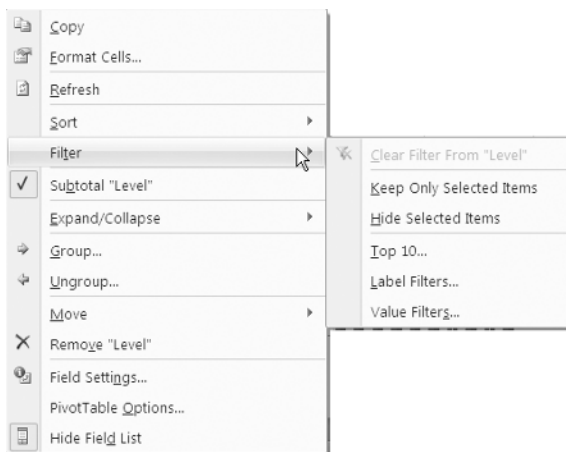 Copy
Format Cells...
Refresh
Sort
Filter
Subtotal "Level"
Expand/Collapse
Group...
Ungroup...
Move
Remove "Level"
Field Settings...
PivotTable Options...
Hide Field List
Clear Filter From "Level"
Keep Only Selected Items
Hide Selected Items
Top 10...
Label Filters...
Value Filters...